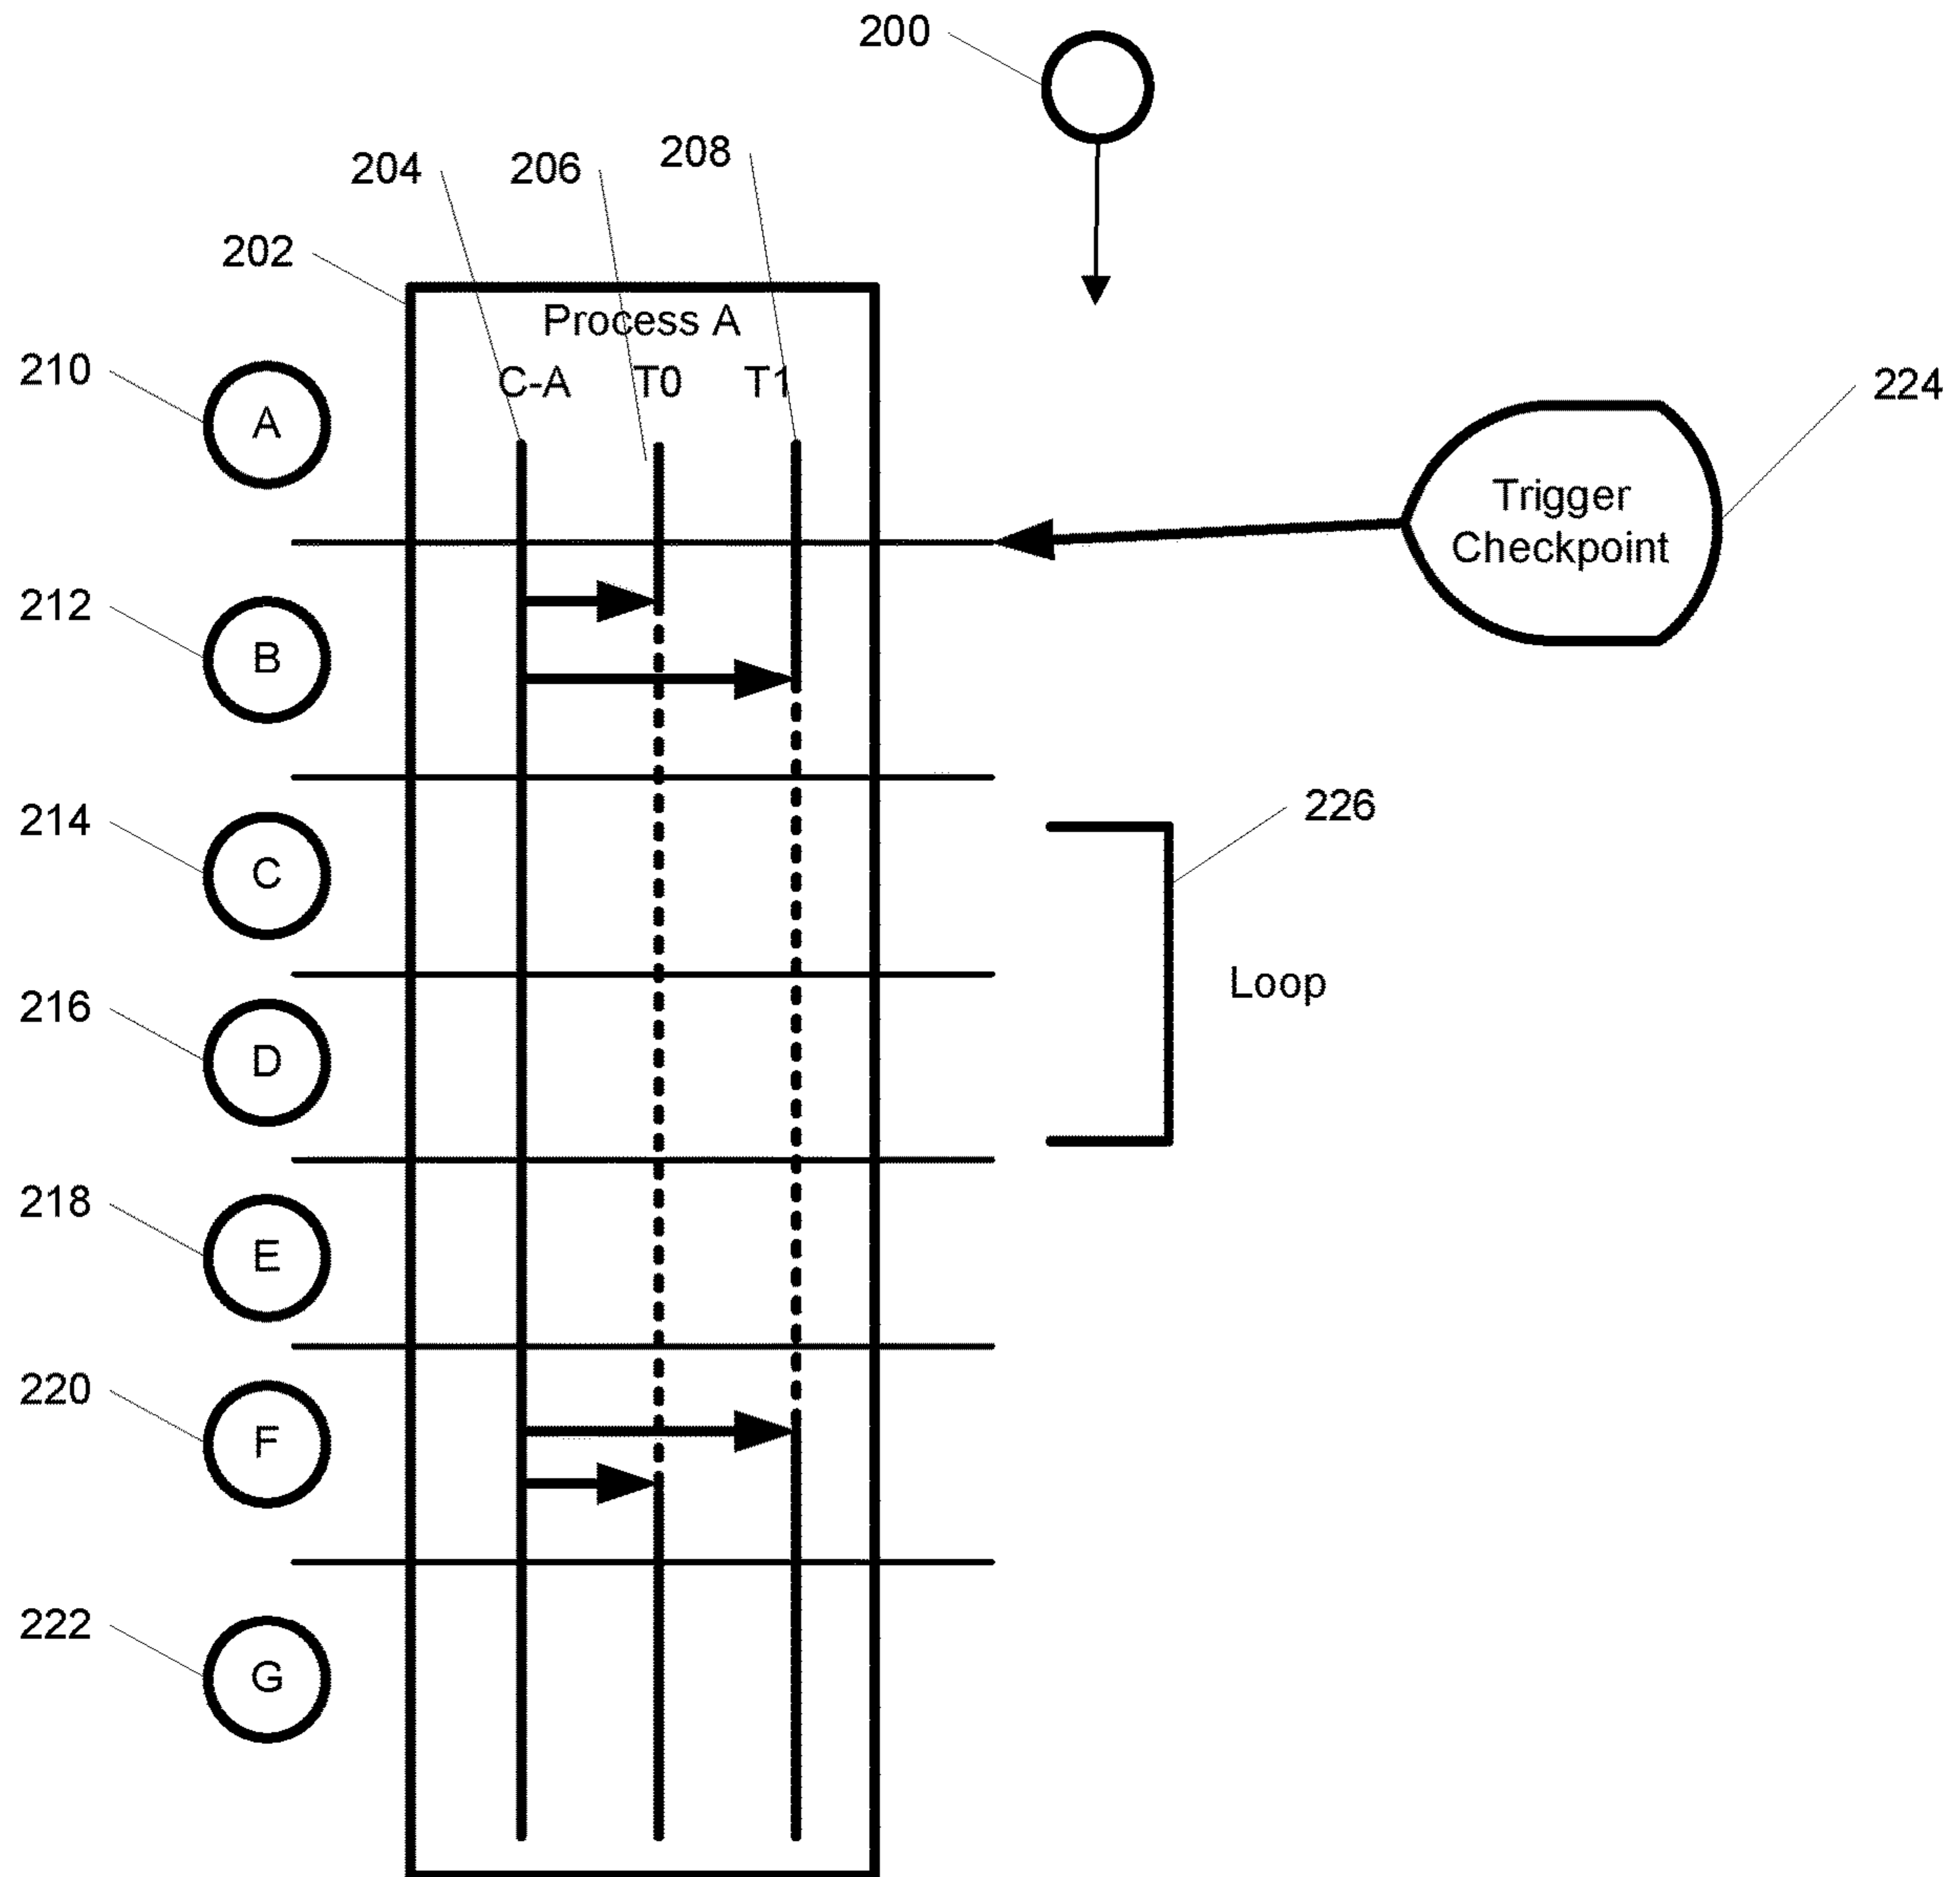 200
204
206
208
202
Process A
C-A
T0
T1
210
A
224
Trigger
Checkpoint
212
B
214
C
226
Loop
216
D
218
E
220
F
222
G